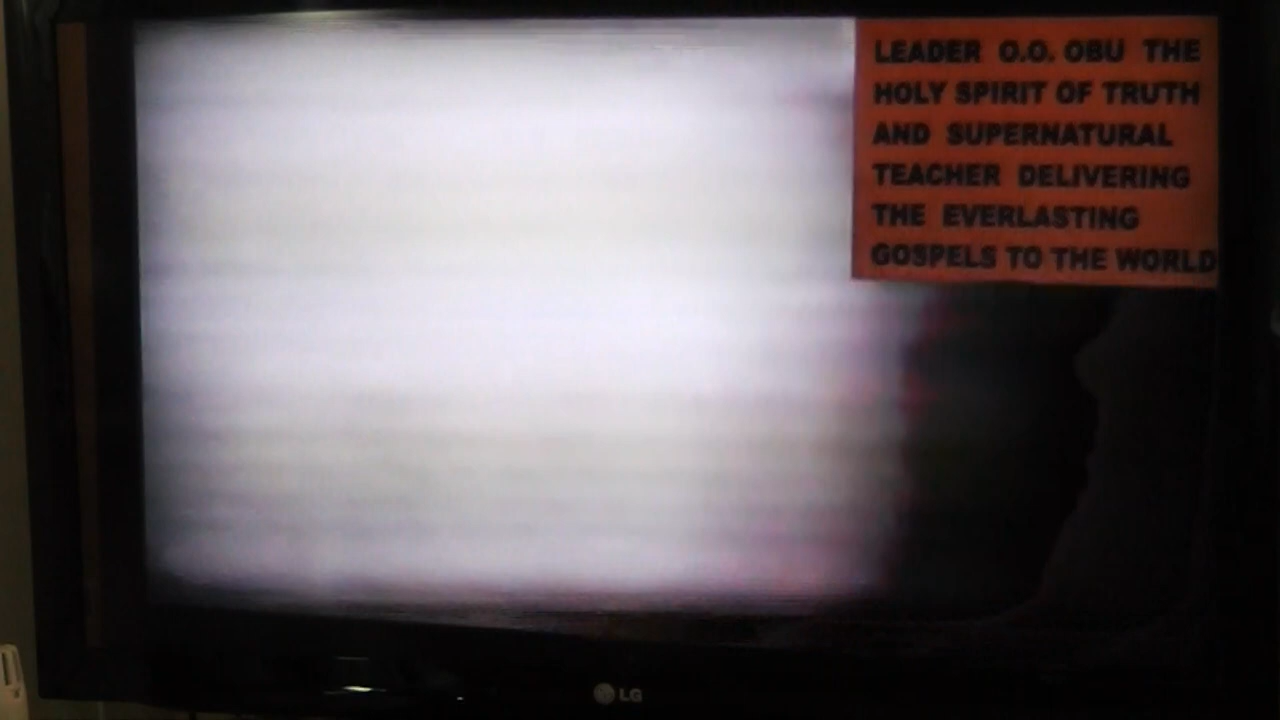 LEADER O.O. OBU THE
HOLY SPIRIT OF TRUTH
AND SUPERNATURAL
TEACHER DELIVERING
THE EVERLASTING
GOSPELS TO THE WORLD
LG